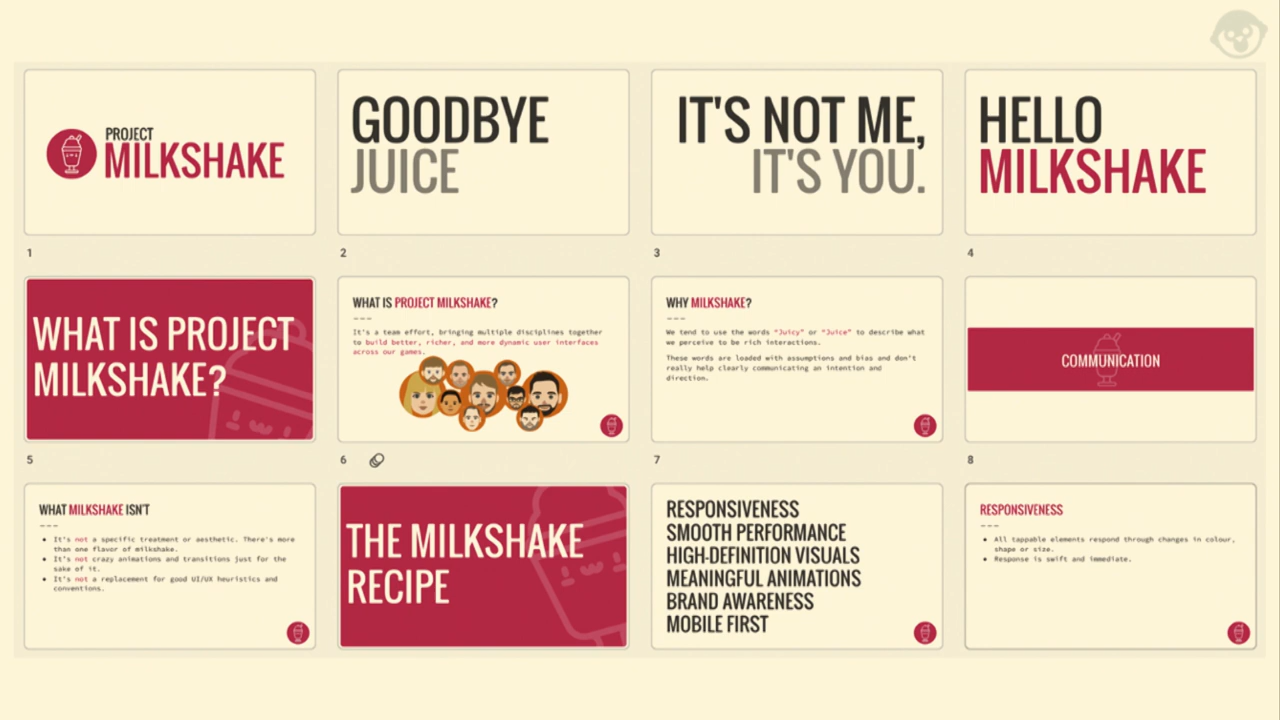 PROJECT
MILKSHAKE
GOODBYE
JUICE
IT'S NOT ME,
IT'S YOU.
HELLO
MILKSHAKE
1
2
3
4
WHAT IS PROJECT
MILKSHAKE?
WHAT IS PROJECT MILKSHAKE?
---
It's a team effort, bringing multiple disciplines together
to build better, richer, and more dynamic user interfaces
across our games.
WHY MILKSHAKE?
---
We tend to use the words "Juicy" or "Juice" to describe what
we perceive to be rich interactions.
These words are loaded with assumptions and bias and don't
really help clearly communicating an intention and
direction.
COMMUNICATION
5
6
7
8
WHAT MILKSHAKE ISN'T
---
• It's not a specific treatment or aesthetic. There's more
than one flavor of milkshake.
• It's not crazy animations and transitions just for the
sake of it.
• It's not a replacement for good UI/UX heuristics and
conventions.
THE MILKSHAKE
RECIPE
RESPONSIVENESS
SMOOTH PERFORMANCE
HIGH-DEFINITION VISUALS
MEANINGFUL ANIMATIONS
BRAND AWARENESS
MOBILE FIRST
RESPONSIVENESS
---
• All tappable elements respond through changes in colour,
shape or size.
• Response is swift and immediate.